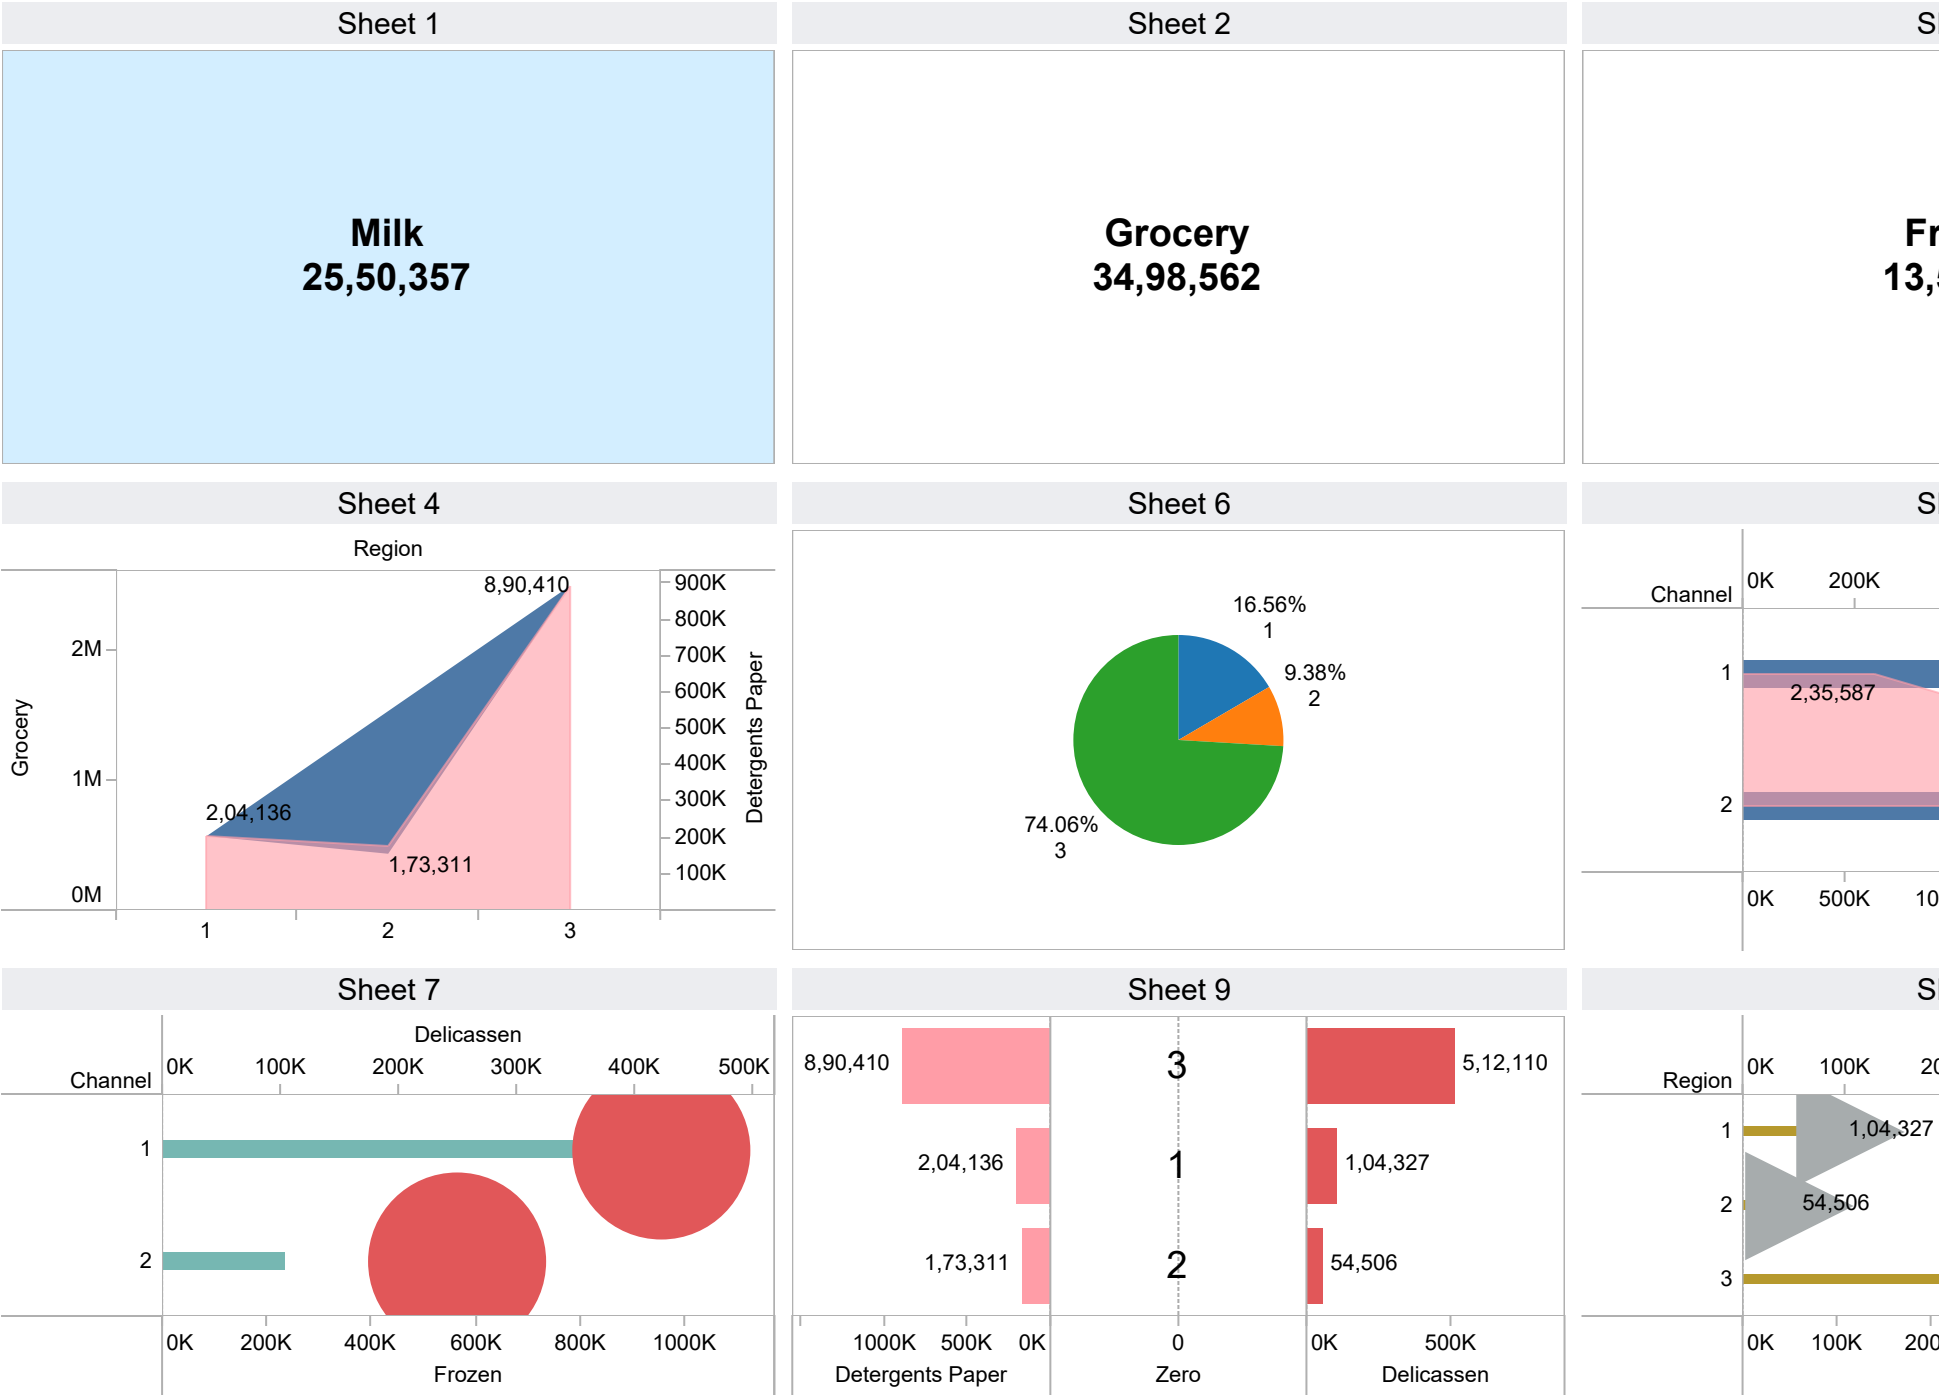 Sheet 1
Sheet 2
Milk
25,50,357
Grocery
34,98,562
Sheet 4
Region
8,90,410
2,04,136
1,73,311
Grocery
2M
1M
0M
900K
800K
700K
600K
500K
400K
300K
200K
100K
Detergents Paper
1 2 3
Sheet 6
16.56%
1
9.38%
2
74.06%
3
Channel
0K 200K
1
2,35,587
2
0K 500K
Sheet 7
Delicassen
Channel
0K 100K 200K 300K 400K 500K
1
2
0K 200K 400K 600K 800K 1000K
Frozen
Sheet 9
8,90,410 3 5,12,110
2,04,136 1 1,04,327
1,73,311 2 54,506
1000K 500K 0K 0 0K 500K
Detergents Paper Zero Delicassen
Region
0K 100K
1 1,04,327
2 54,506
3
0K 100K